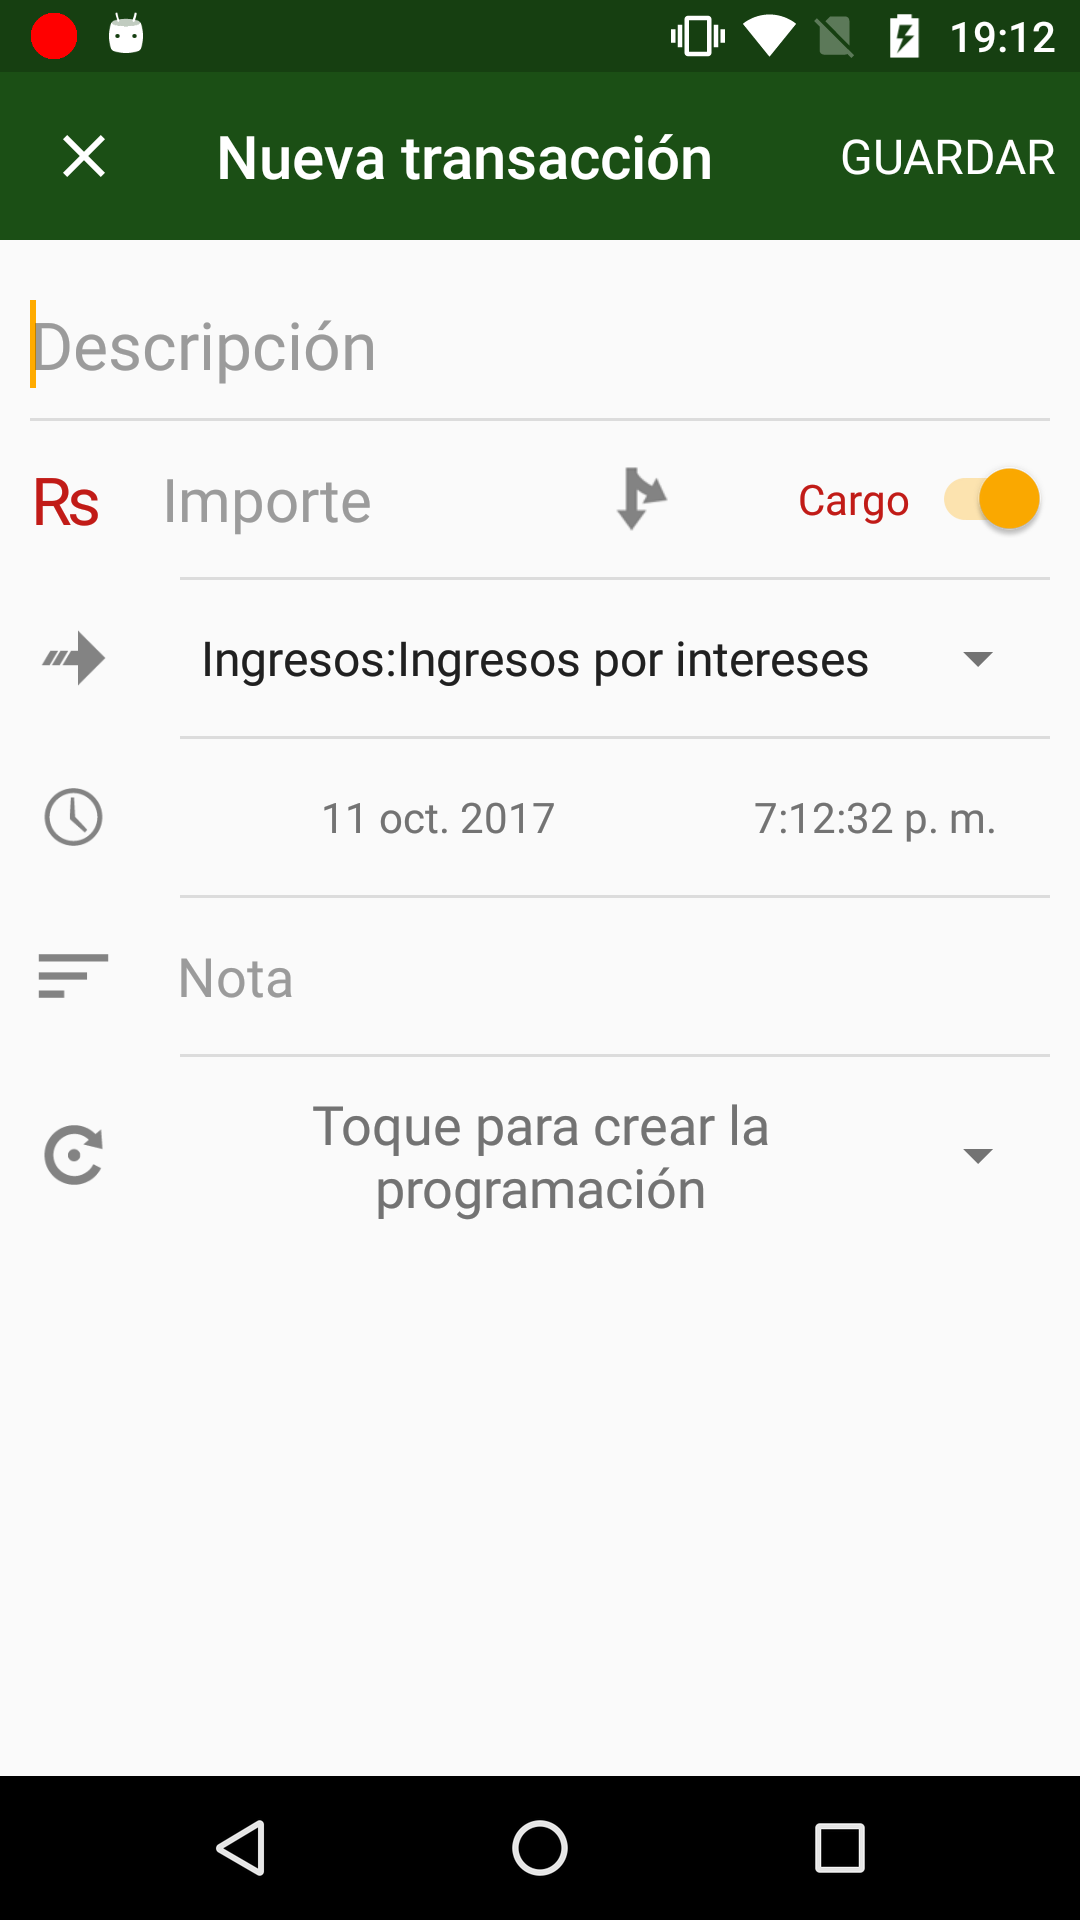 19:12
Nueva transacción
GUARDAR
Descripción
Rs
Importe
Cargo
Ingresos:Ingresos por intereses
11 oct. 2017
7:12:32 p. m.
Nota
Toque para crear la
programación